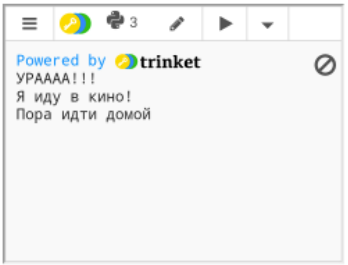 3
Powered by trinket
УРАААА!!!
Я иду в кино!
Пора идти домой